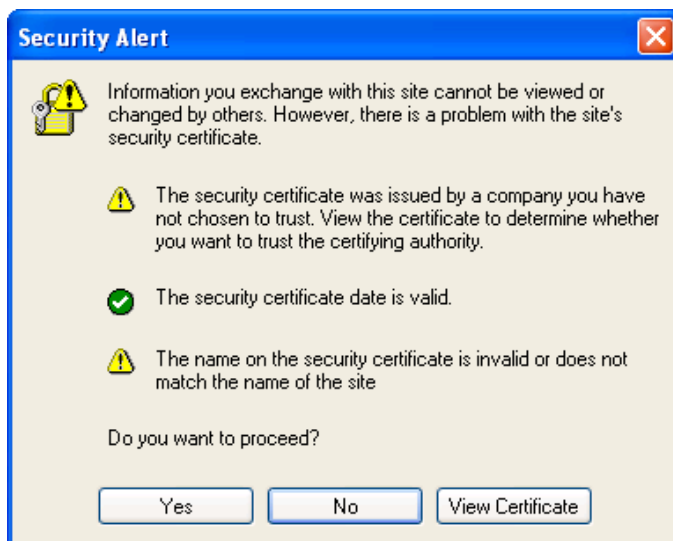 Security Alert
Information you exchange with this site cannot be viewed or
changed by others. However, there is a problem with the site's
security certificate.
The security certificate was issued by a company you have
not chosen to trust. View the certificate to determine whether
you want to trust the certifying authority.
The security certificate date is valid.
The name on the security certificate is invalid or does not
match the name of the site
Do you want to proceed?
Yes No View Certificate